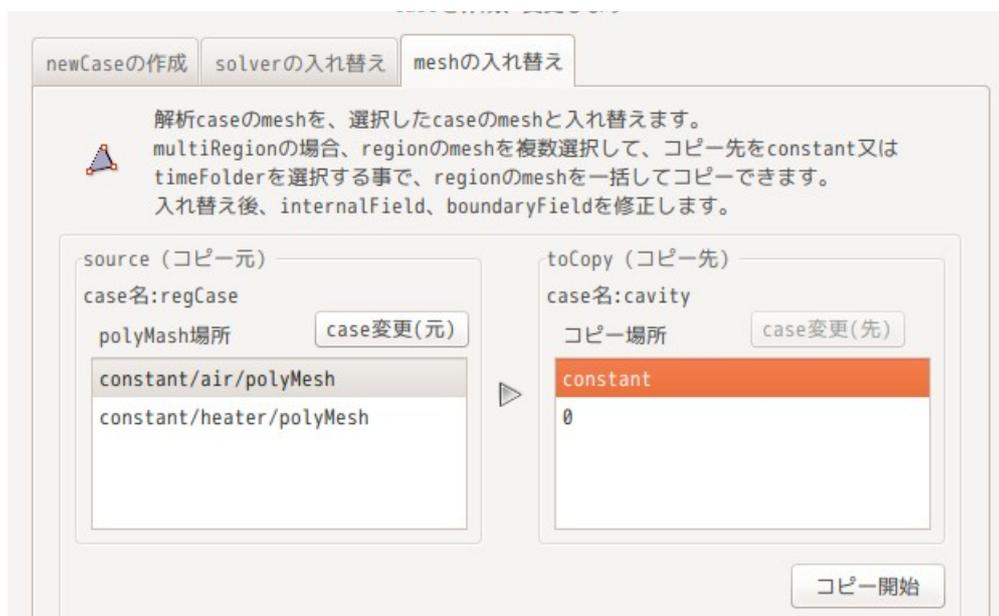 newCaseの作成 solverの入れ替え meshの入れ替え
解析caseのmeshを、選択したcaseのmeshと入れ替えます。
multiRegionの場合、regionのmeshを複数選択して、コピー先をconstant又は
timeFolderを選択する事で、regionのmeshを一括してコピーできます。
入れ替え後、internalField、boundaryFieldを修正します。
source (コピー元)
case名:regCase
polyMash場所 case変更(元)
constant/air/polyMesh
constant/heater/polyMesh
toCopy (コピー先)
case名:cavity
コピー場所 case変更(先)
constant
0
コピー開始